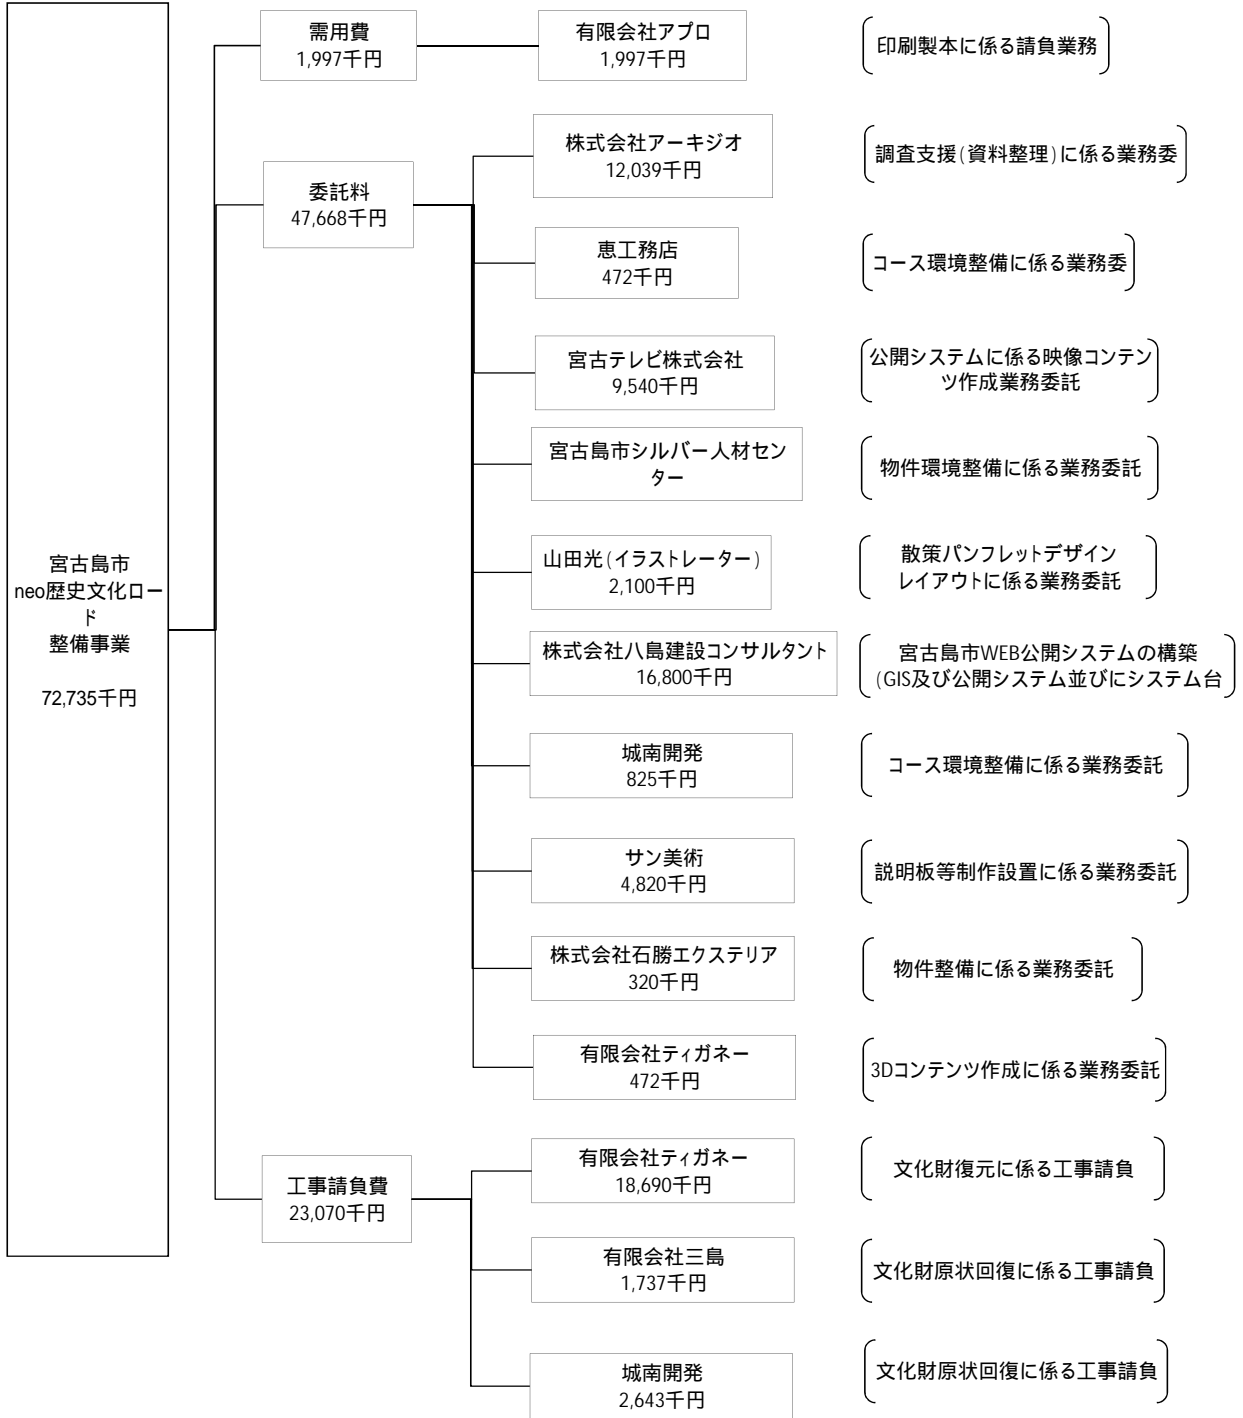 需用費
1,997千円
有限会社アプロ
1,997千円
印刷製本に係る請負業務
株式会社アーキジオ
12,039千円
調査支援(資料整理)に係る業務委
委託料
47,668千円
恵工務店
472千円
コース環境整備に係る業務委
宮古テレビ株式会社
9,540千円
公開システムに係る映像コンテン
ツ作成業務委託
宮古島市シルバー人材セン
ター
物件環境整備に係る業務委託
宮古島市
neo歴史文化ロー
ド
整備事業
72,735千円
山田光(イラストレーター)
2,100千円
散策パンフレットデザイン
レイアウトに係る業務委託
株式会社八島建設コンサルタント
16,800千円
宮古島市WEB公開システムの構築
(GIS及び公開システム並びにシステム台
城南開発
825千円
コース環境整備に係る業務委託
サン美術
4,820千円
説明板等制作設置に係る業務委託
株式会社石勝エクステリア
320千円
物件整備に係る業務委託
有限会社ティガネー
472千円
3Dコンテンツ作成に係る業務委託
工事請負費
23,070千円
有限会社ティガネー
18,690千円
文化財復元に係る工事請負
有限会社三島
1,737千円
文化財原状回復に係る工事請負
城南開発
2,643千円
文化財原状回復に係る工事請負